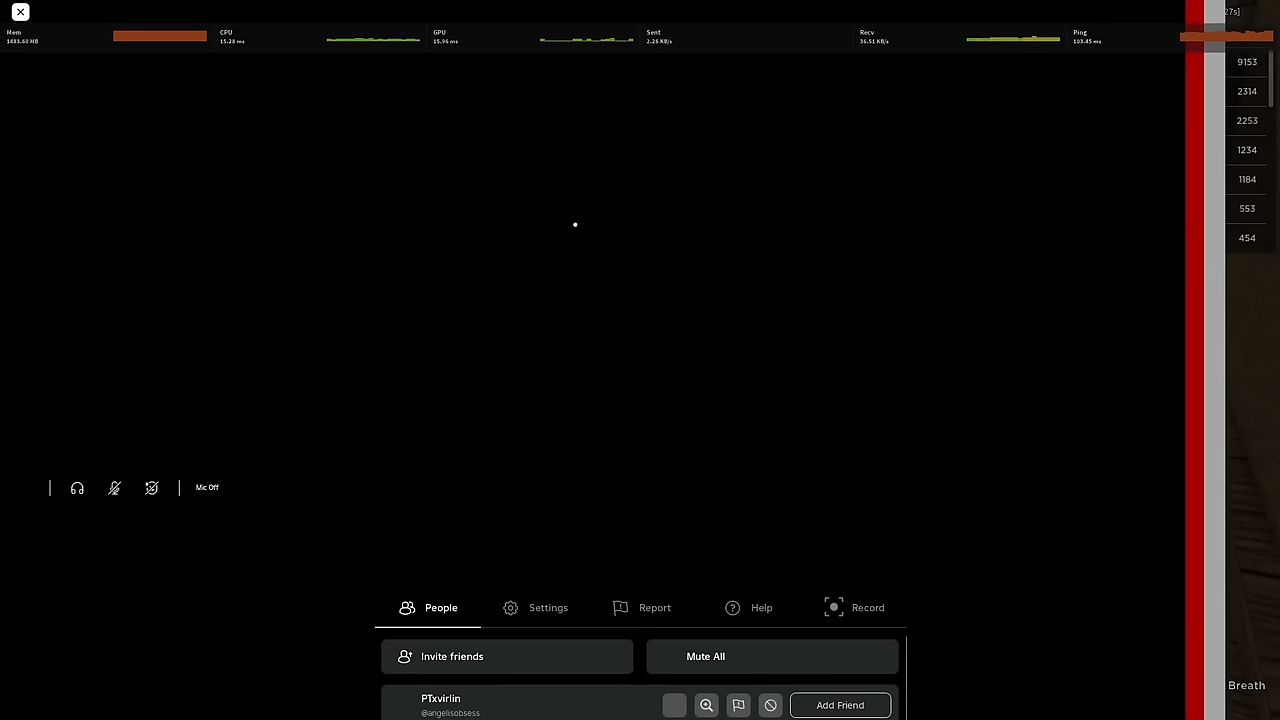 27s]
Mem
1483.60 MB
CPU
15.28 ms
GPU
15.96 ms
Sent
2.26 KB/s
Recv
36.51 KB/s
Ping
103.45 ms
9153
2314
2253
1234
1184
553
454
Mic Off
People
Settings
Report
Help
Record
Invite friends
Mute All
Breath
PTxvirlin
@angelisobsess
Add Friend